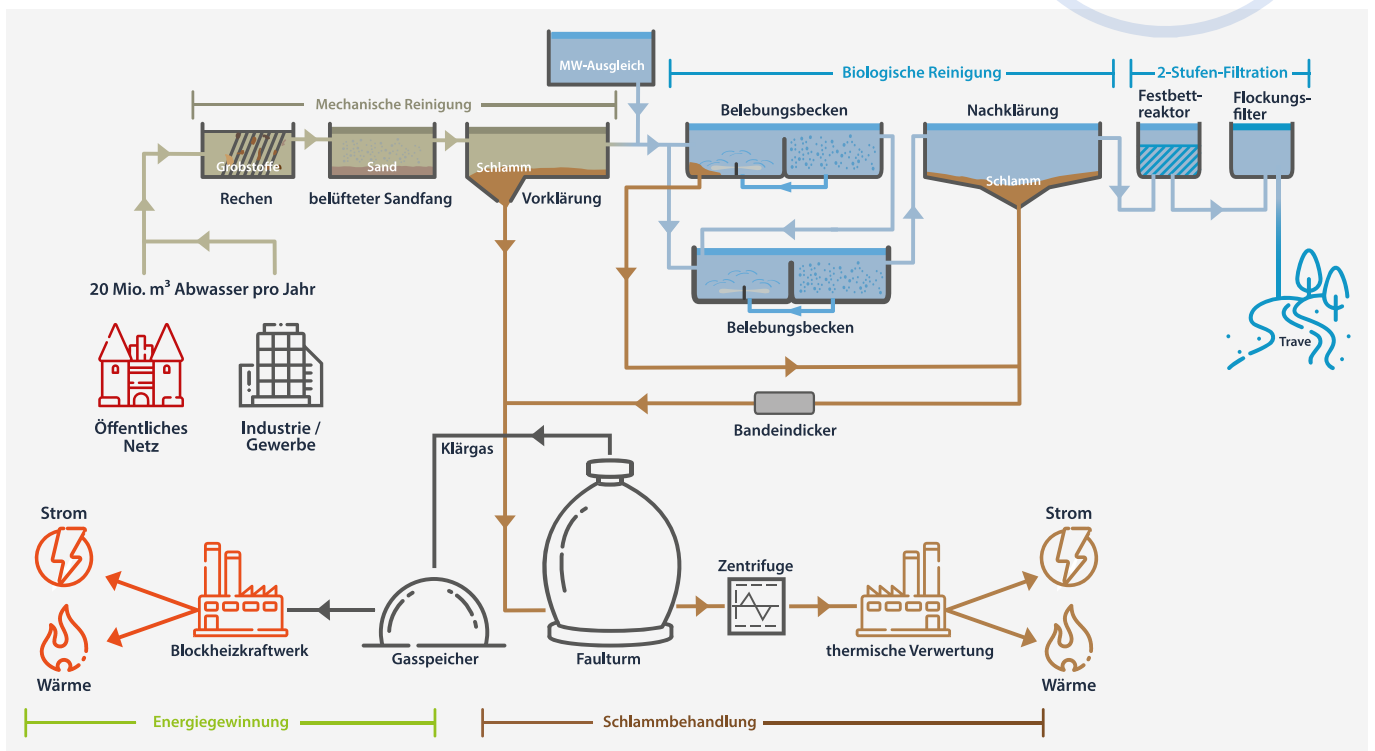 MW-Ausgleich
Biologische Reinigung
2-Stufen-Filtration
Mechanische Reinigung
Belebungsbecken
Nachklärung
Festbett-
reaktor
Flockungs-
filter
Grobstoffe
Sand
Schlamm
Schlamm
Rechen
belüfteter Sandfang
Vorklärung
20 Mio. m³ Abwasser pro Jahr
Belebungsbecken
Trave
Öffentliches
Netz
Industrie /
Gewerbe
Bandeindicker
Klärgas
Strom
Strom
Zentrifuge
Blockheizkraftwerk
Gasspeicher
Faulturm
thermische Verwertung
Wärme
Wärme
Energiegewinnung
Schlammbehandlung